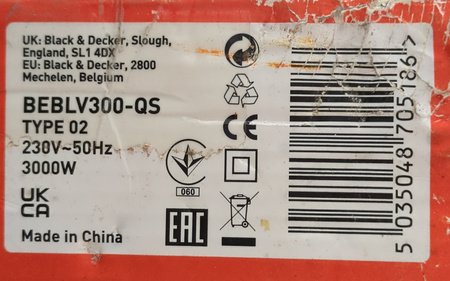 UK: Black & Decker, Slough,
England, SL1 4DX
EU: Black & Decker, 2800
Mechelen, Belgium
BEBLV300-QS
TYPE 02
230V~50Hz
3000W
UK
CA
Made in China
CE
060
EAC
5 035048 705186 >